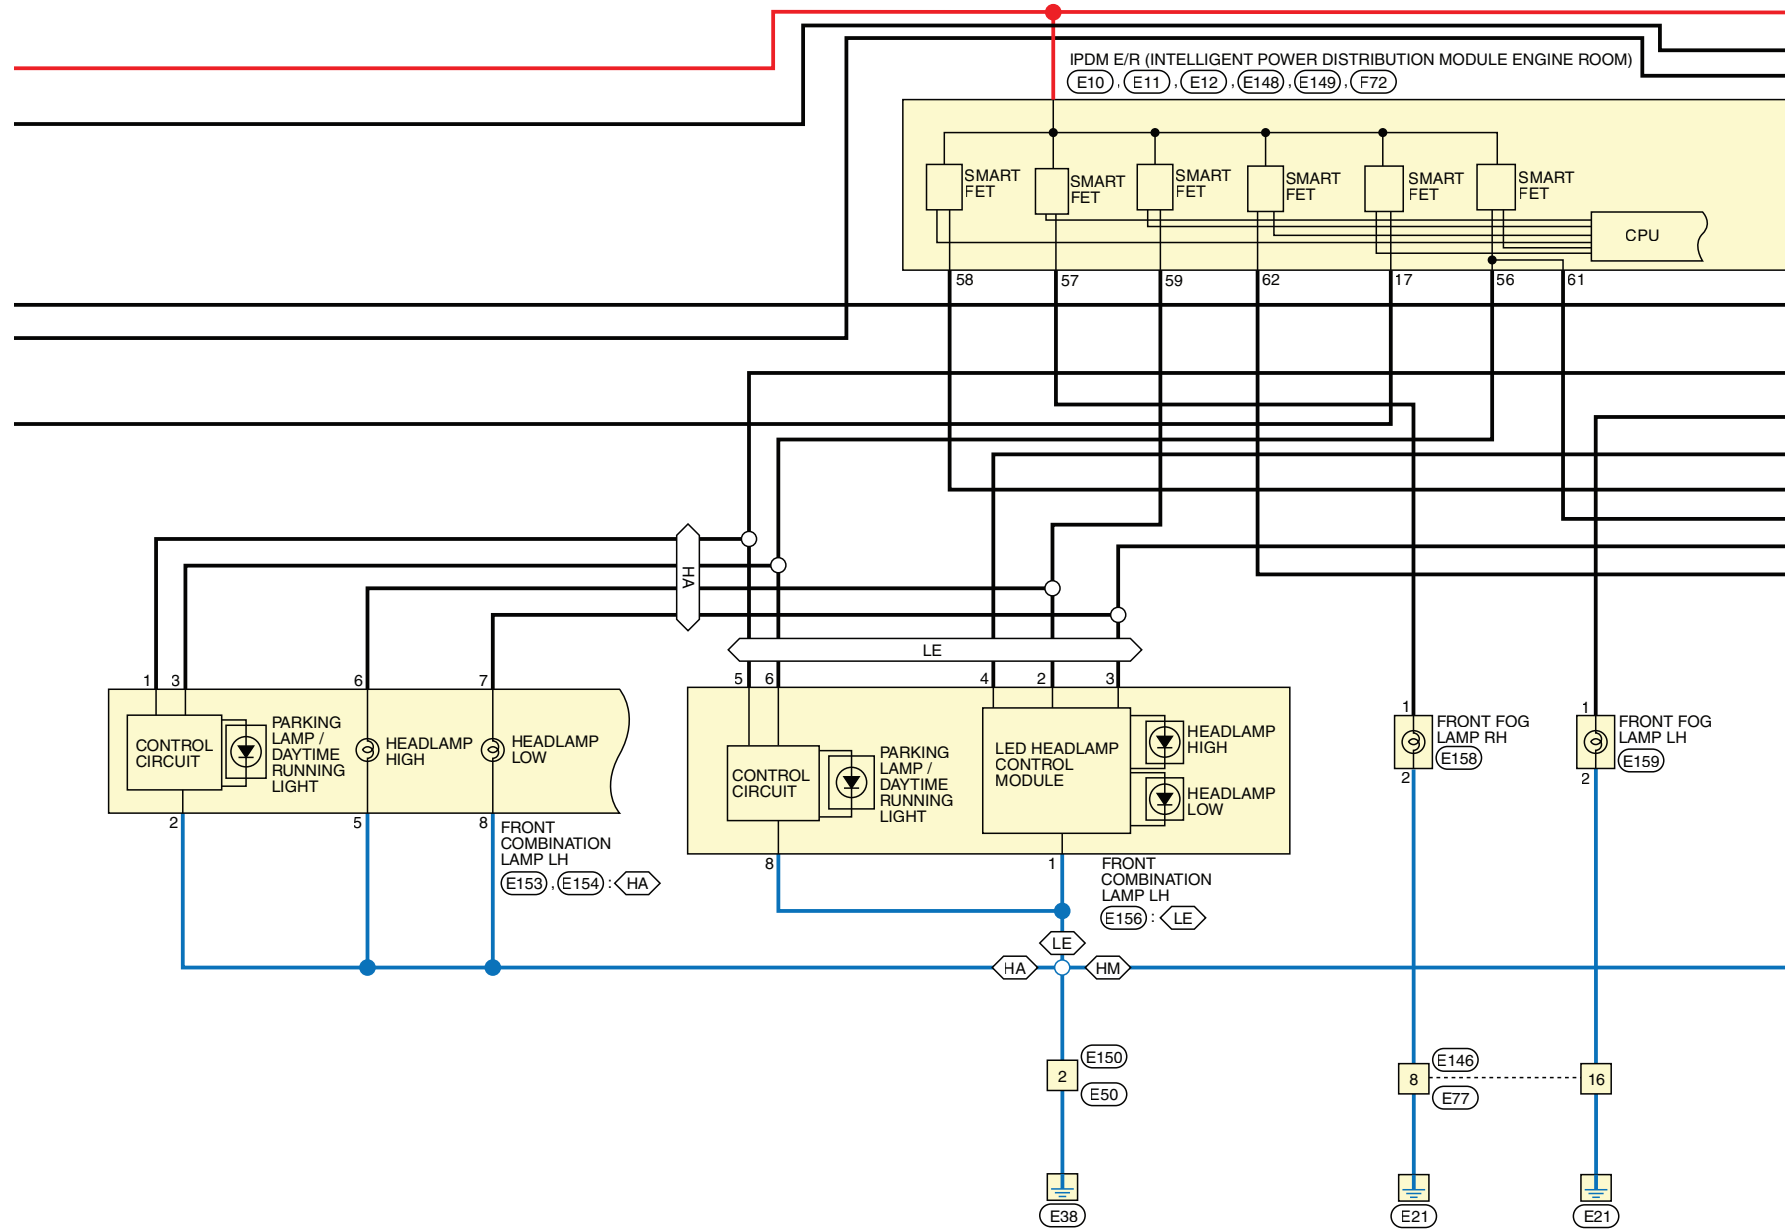 IPDM E/R (INTELLIGENT POWER DISTRIBUTION MODULE ENGINE ROOM)
E10 , E11 , E12 , E148 , E149 , F72
SMART
FET
SMART
FET
SMART
FET
SMART
FET
SMART
FET
SMART
FET
CPU
58
57
59
62
17
56
61
HA
LE
1
3
6
7
CONTROL
CIRCUIT
PARKING
LAMP /
DAYTIME
RUNNING
LIGHT
HEADLAMP
HIGH
HEADLAMP
LOW
2
5
8
FRONT
COMBINATION
LAMP LH
E153 , E154 : HA
5
6
4
2
3
CONTROL
CIRCUIT
PARKING
LAMP /
DAYTIME
RUNNING
LIGHT
LED HEADLAMP
CONTROL
MODULE
HEADLAMP
HIGH
HEADLAMP
LOW
8
1
FRONT
COMBINATION
LAMP LH
E156 : LE
1
FRONT FOG
LAMP RH
E158
2
1
FRONT FOG
LAMP LH
E159
2
LE
HA
HM
E150
2
E50
E38
E146
8
E77
E21
16
E21